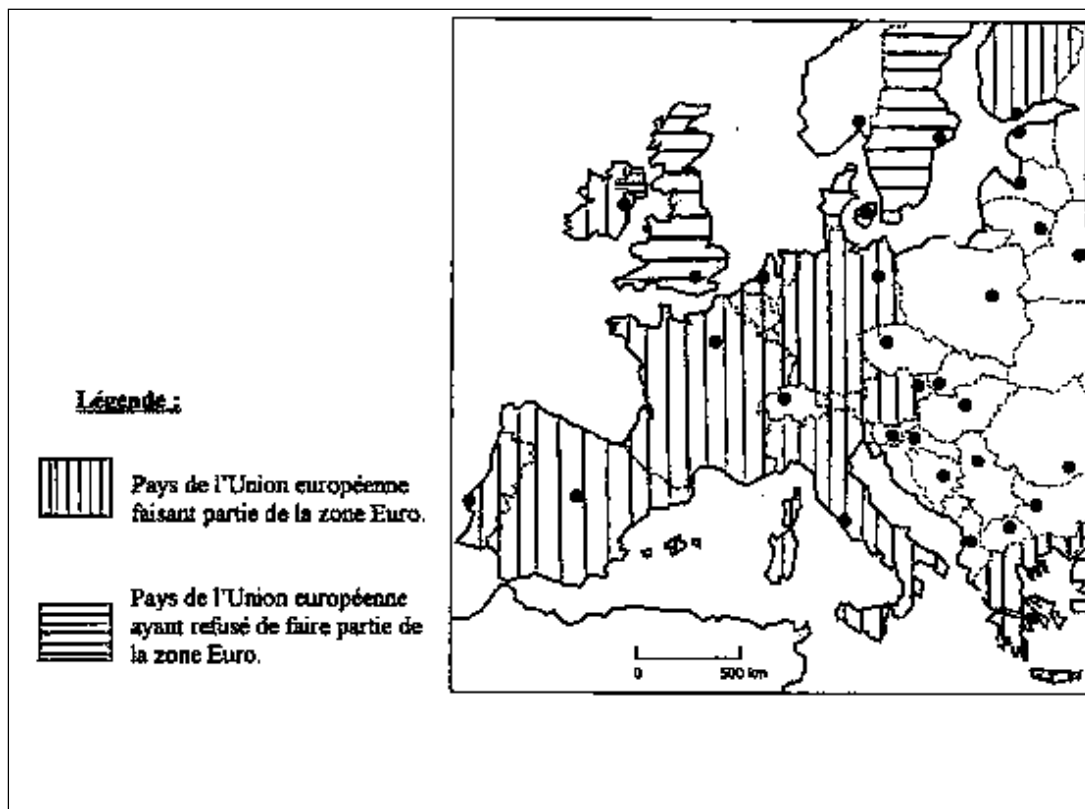 Légende :
Pays de l'Union européenne
faisant partie de la zone Euro.
Pays de l'Union européenne
ayant refusé de faire partie de
la zone Euro.
0 500 km